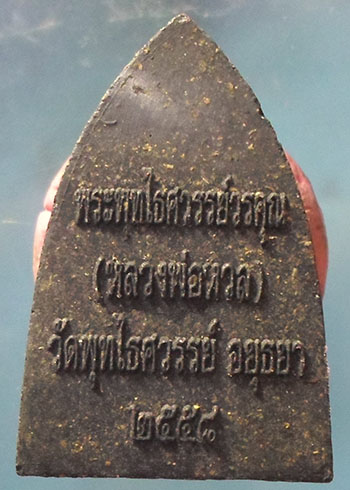 พระพุทไธศวรรย์วรคุณ
(หลวงพ่อหวล)
วัดพุทไธศวรรย์ อยุธยา
๒๕๕๘